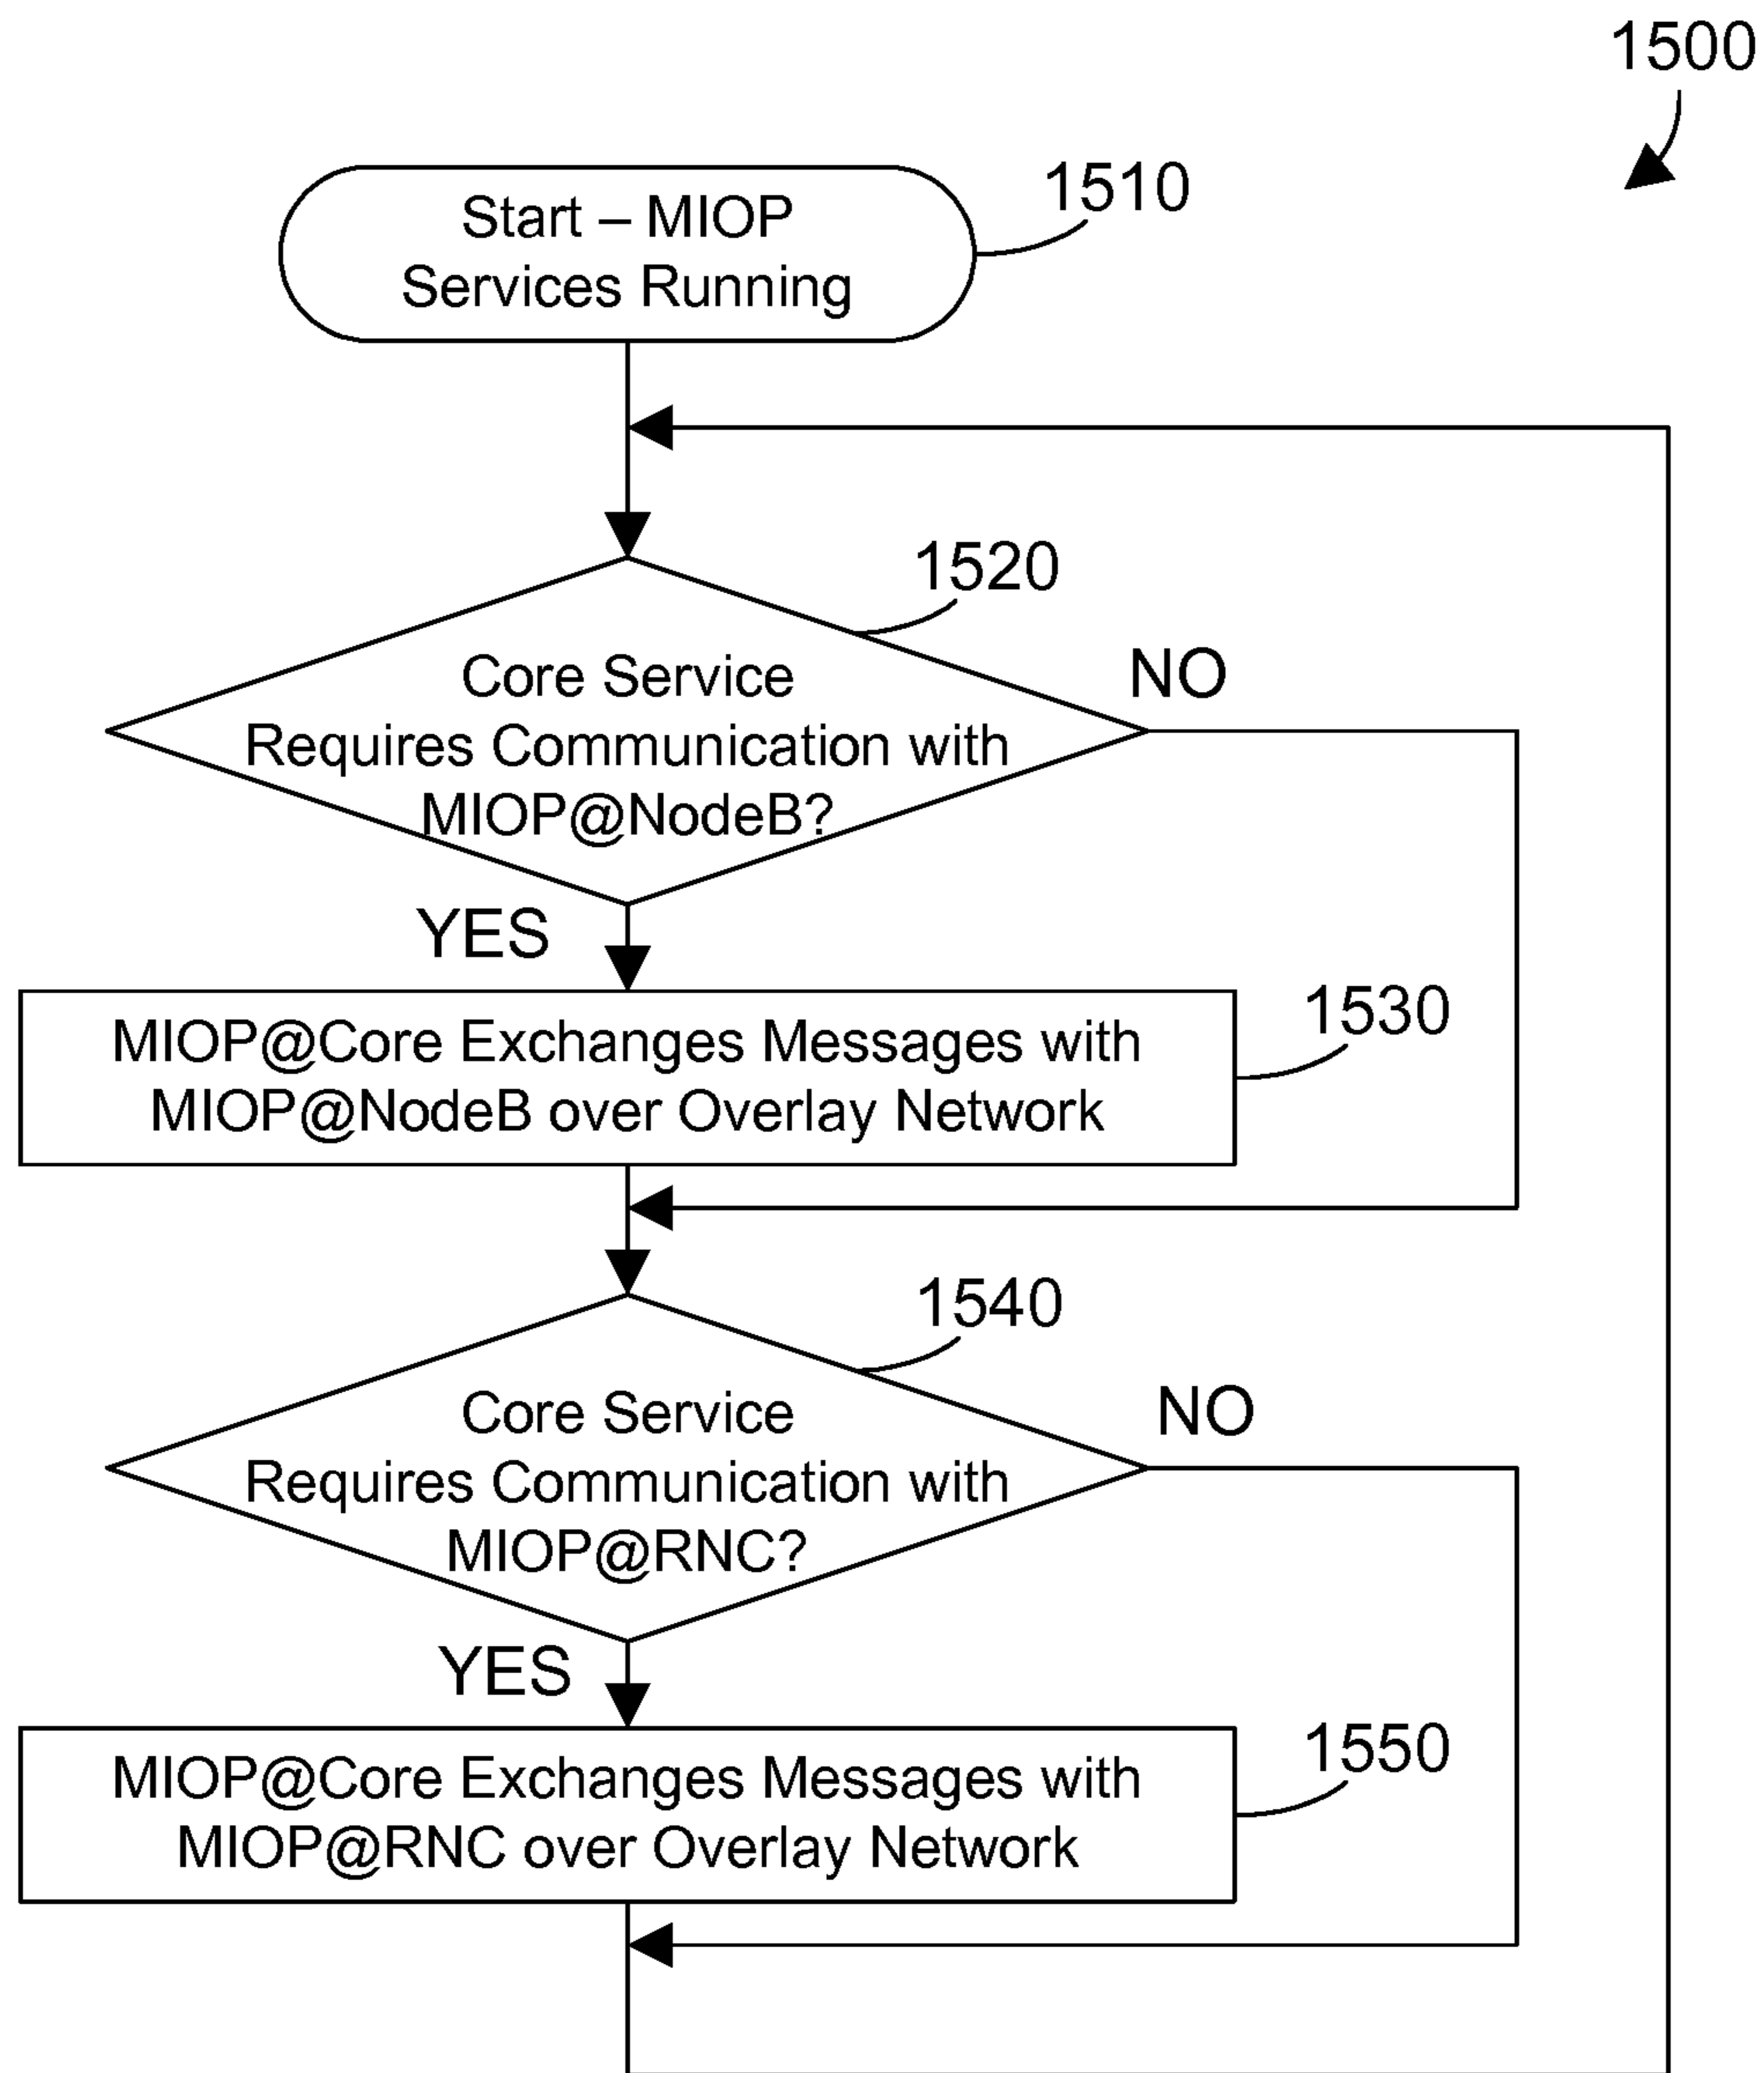 1500
1510
Start – MIOP
Services Running
1520
Core Service
Requires Communication with
MIOP@NodeB?
NO
YES
1530
MIOP@Core Exchanges Messages with
MIOP@NodeB over Overlay Network
1540
Core Service
Requires Communication with
MIOP@RNC?
NO
YES
1550
MIOP@Core Exchanges Messages with
MIOP@RNC over Overlay Network